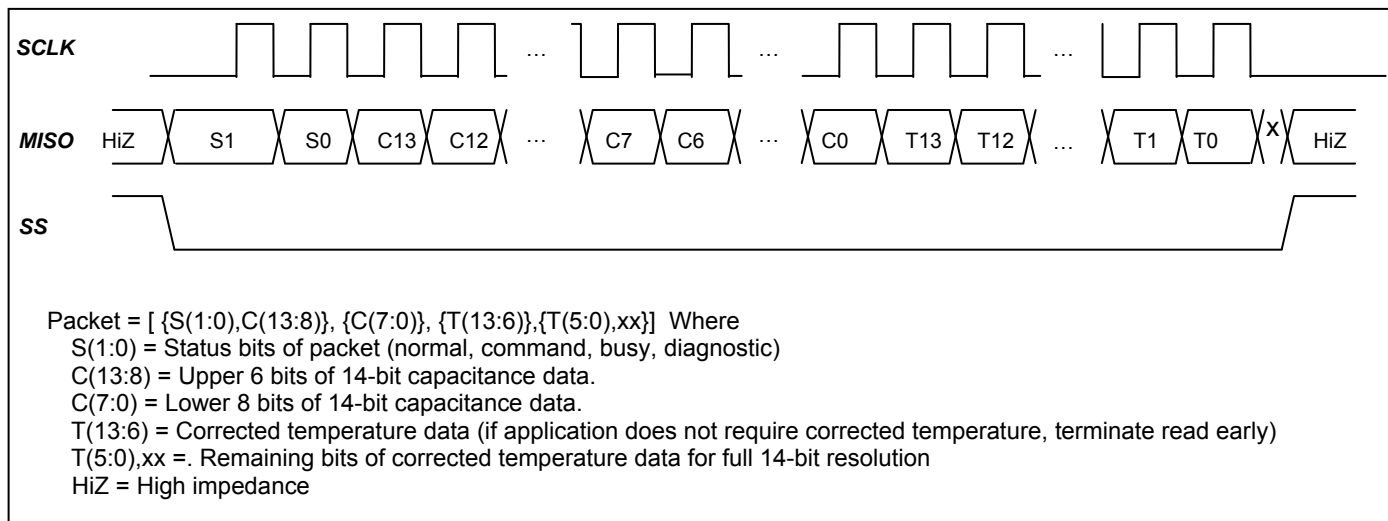 SCLK ... ... ...
MISO HiZ S1 S0 C13 C12 ... C7 C6 ... C0 T13 T12 ... T1 T0 X HiZ
SS
Packet = [ {S(1:0),C(13:8)}, {C(7:0)}, {T(13:6)},{T(5:0),xx}] Where
S(1:0) = Status bits of packet (normal, command, busy, diagnostic)
C(13:8) = Upper 6 bits of 14-bit capacitance data.
C(7:0) = Lower 8 bits of 14-bit capacitance data.
T(13:6) = Corrected temperature data (if application does not require corrected temperature, terminate read early)
T(5:0),xx =. Remaining bits of corrected temperature data for full 14-bit resolution
HiZ = High impedance